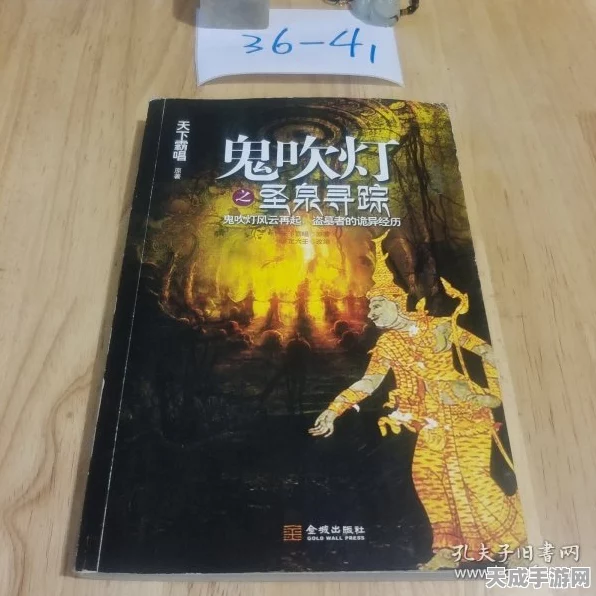 36-41
天下霸唱 原著
鬼吹灯
之圣泉寻踪
鬼吹灯风云再起 盗墓者的诡异经历
金城出版社
GOLD WALL PRESS
孔夫子旧书网
天成手游网